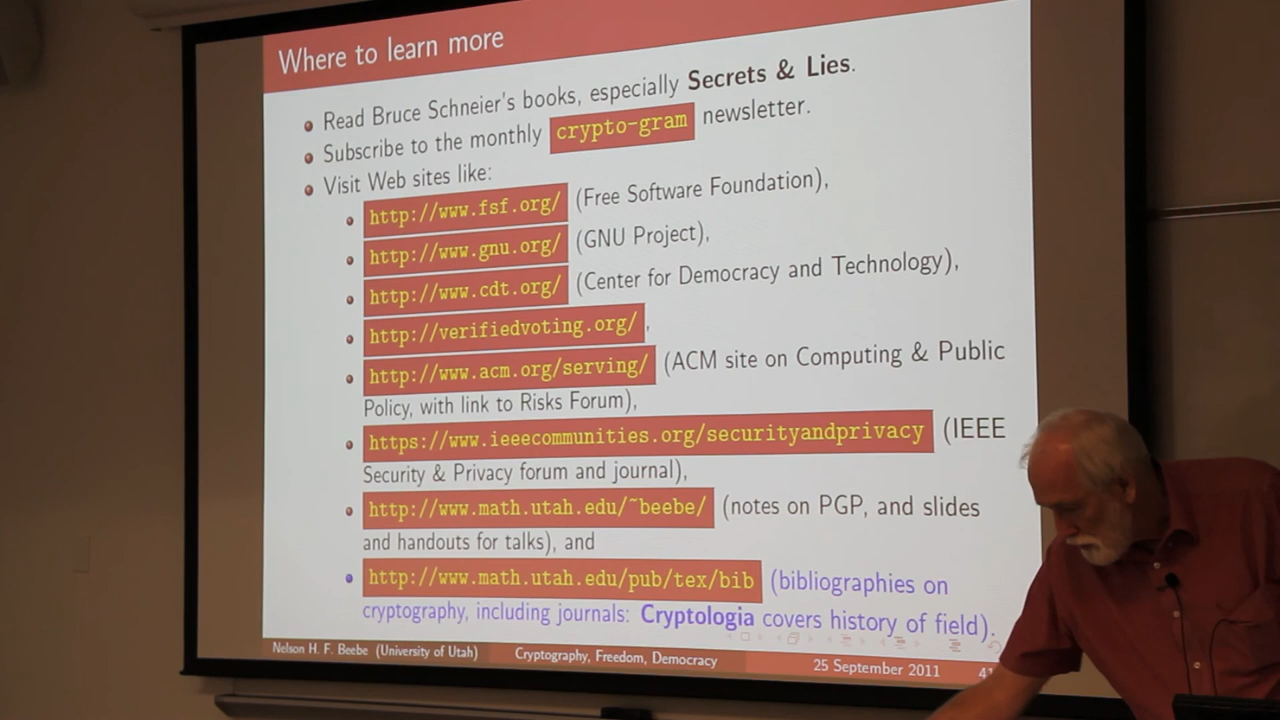 Where to learn more
Read Bruce Schneier's books, especially Secrets & Lies.
Subscribe to the monthly crypto-gram newsletter.
Visit Web sites like:
http://www.fsf.org/ (Free Software Foundation),
http://www.gnu.org/ (GNU Project),
http://www.cdt.org/ (Center for Democracy and Technology),
http://verifiedvoting.org/,
http://www.acm.org/serving/ (ACM site on Computing & Public
Policy, with link to Risks Forum),
https://www.ieeecommunities.org/securityandprivacy (IEEE
Security & Privacy forum and journal),
http://www.math.utah.edu/~beebe/ (notes on PGP, and slides
and handouts for talks), and
http://www.math.utah.edu/pub/tex/bib (bibliographies on
cryptography, including journals: Cryptologia covers history of field).
Nelson H. F. Beebe (University of Utah) Cryptography, Freedom, Democracy 25 September 2011